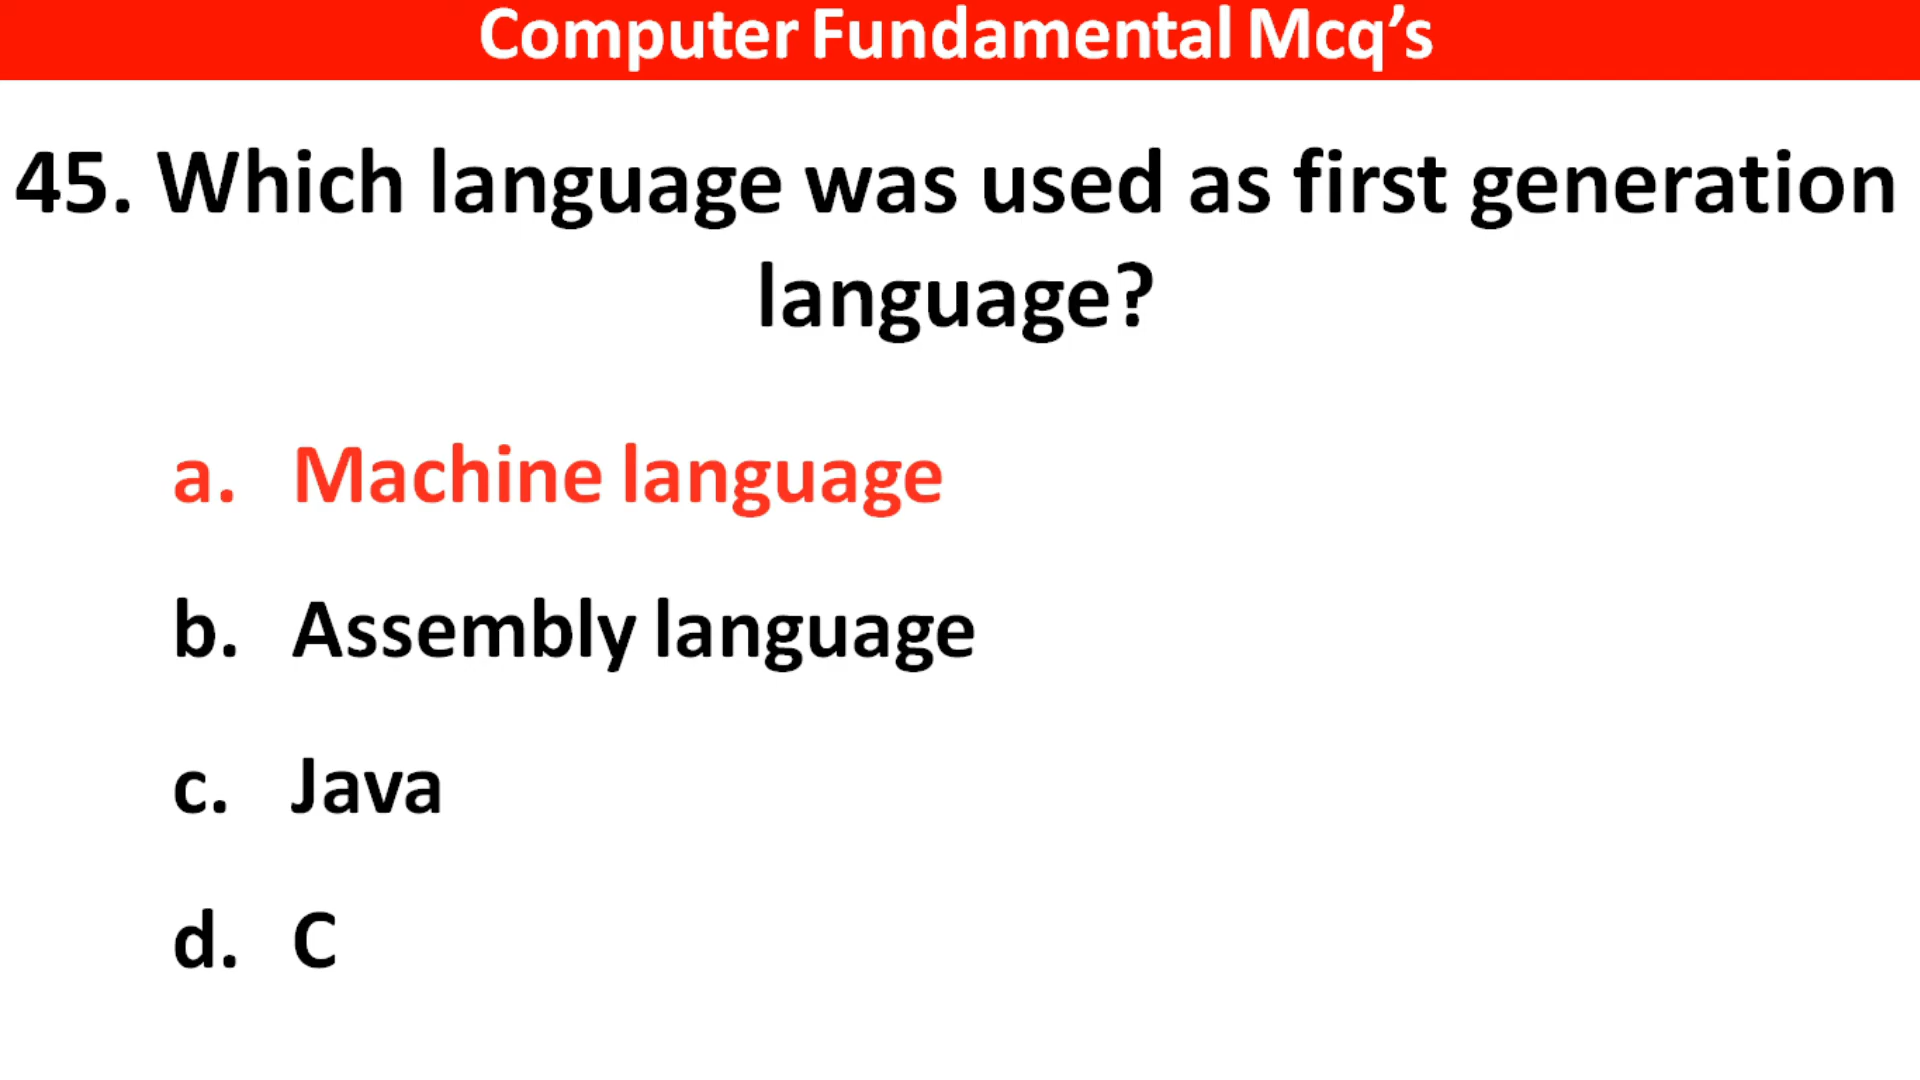 Computer Fundamental Mcq’s
45. Which language was used as first generation
language?
a. Machine language
b. Assembly language
c. Java
d. C